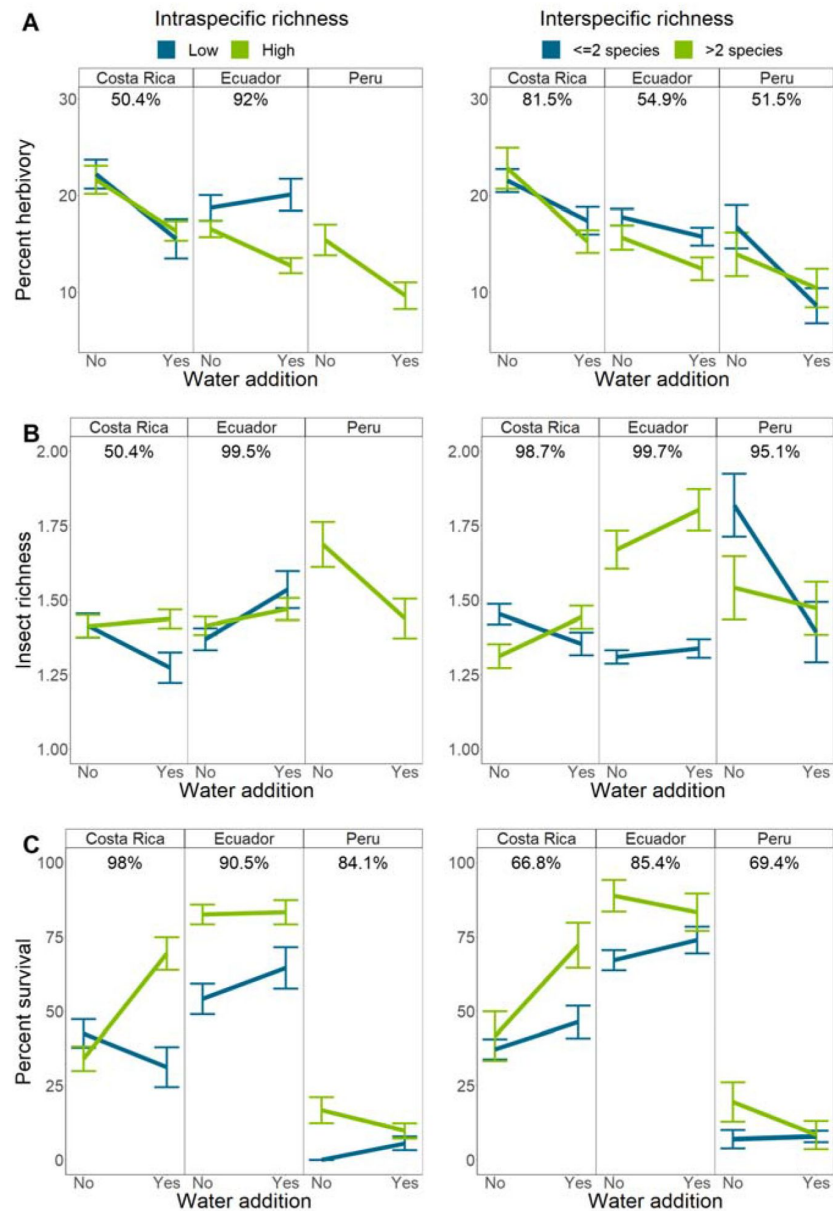 A
Intraspecific richness
Low High
Interspecific richness
<=2 species >2 species
Costa Rica Ecuador Peru
50.4% 92%
Costa Rica Ecuador Peru
81.5% 54.9% 51.5%
Percent herbivory
30
20
10
No Yes No Yes No Yes
Water addition
30
20
10
No Yes No Yes No Yes
Water addition
B
Costa Rica Ecuador Peru
50.4% 99.5%
Costa Rica Ecuador Peru
98.7% 99.7% 95.1%
Insect richness
2.00
1.75
1.50
1.25
1.00
No Yes No Yes No Yes
Water addition
2.00
1.75
1.50
1.25
1.00
No Yes No Yes No Yes
Water addition
C
Costa Rica Ecuador Peru
98% 90.5% 84.1%
Costa Rica Ecuador Peru
66.8% 85.4% 69.4%
Percent survival
100
75
50
25
0
No Yes No Yes No Yes
Water addition
100
75
50
25
0
No Yes No Yes No Yes
Water addition